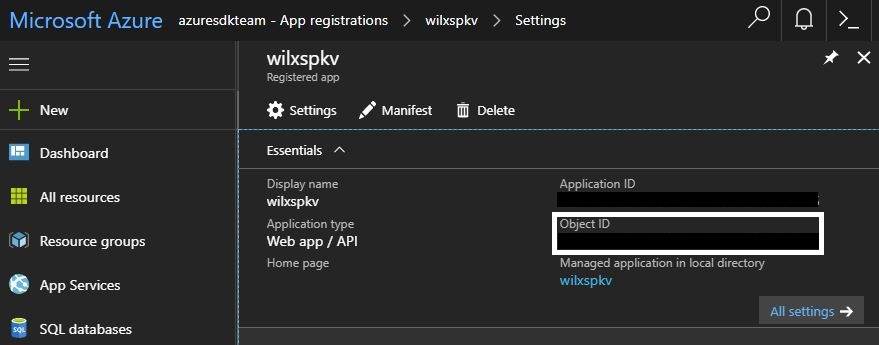 Microsoft Azure azuresdkteam - App registrations > wilxspkv > Settings
wilxspkv
Registered app
New
Settings Manifest Delete
Dashboard
Essentials
All resources
Display name Application ID
wilxspkv
Resource groups
Application type Object ID
Web app / API
App Services
Home page Managed application in local directory
wilxspkv
SQL databases
All settings